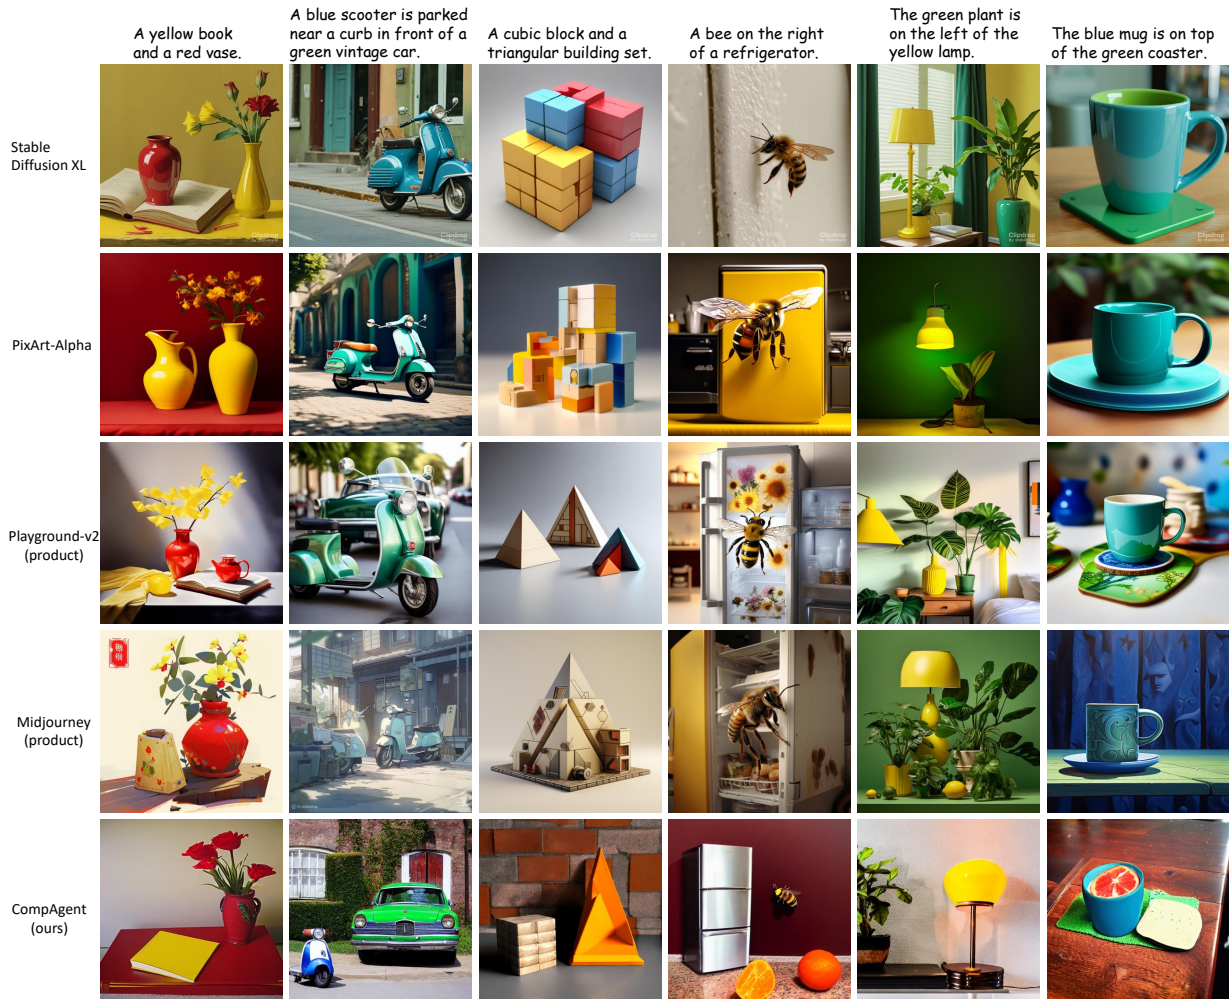 A yellow book
and a red vase.
A blue scooter is parked
near a curb in front of a
green vintage car.
A cubic block and a
triangular building set.
A bee on the right
of a refrigerator.
The green plant is
on the left of the
yellow lamp.
The blue mug is on top
of the green coaster.
Stable
Diffusion XL
Clipdrop
Clipdrop
Clipdrop
Clipdrop
Clipdrop
PixArt-Alpha
Playground-v2
(product)
Midjourney
(product)
CompAgent
(ours)